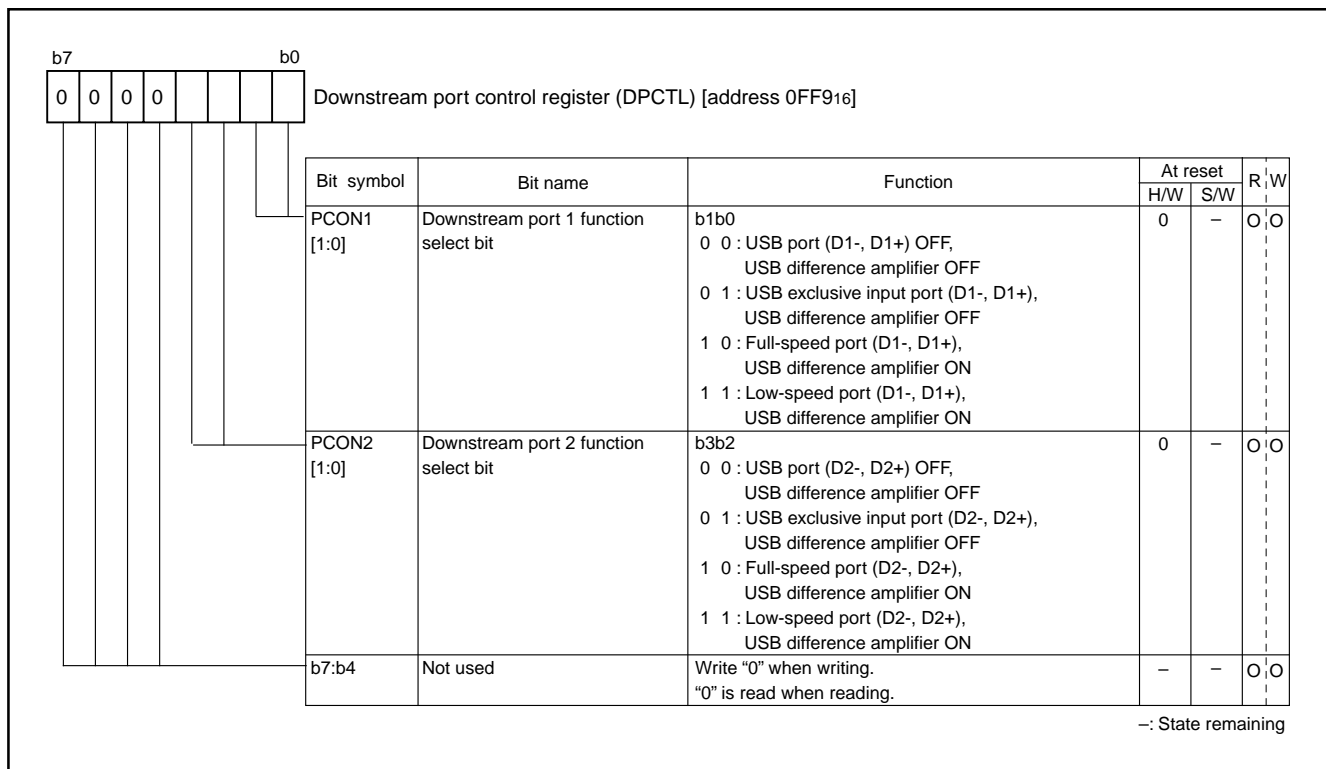 b7 b0
0 0 0 0
Downstream port control register (DPCTL) [address 0FF916]
Bit symbol Bit name Function At reset R W
H/W S/W
PCON1 Downstream port 1 function b1b0 0 – O O
[1:0] select bit 0 0 : USB port (D1-, D1+) OFF,
USB difference amplifier OFF
0 1 : USB exclusive input port (D1-, D1+),
USB difference amplifier OFF
1 0 : Full-speed port (D1-, D1+),
USB difference amplifier ON
1 1 : Low-speed port (D1-, D1+),
USB difference amplifier ON
PCON2 Downstream port 2 function b3b2 0 – O O
[1:0] select bit 0 0 : USB port (D2-, D2+) OFF,
USB difference amplifier OFF
0 1 : USB exclusive input port (D2-, D2+),
USB difference amplifier OFF
1 0 : Full-speed port (D2-, D2+),
USB difference amplifier ON
1 1 : Low-speed port (D2-, D2+),
USB difference amplifier ON
b7:b4 Not used Write “0” when writing. – – O O
“0” is read when reading.
–: State remaining